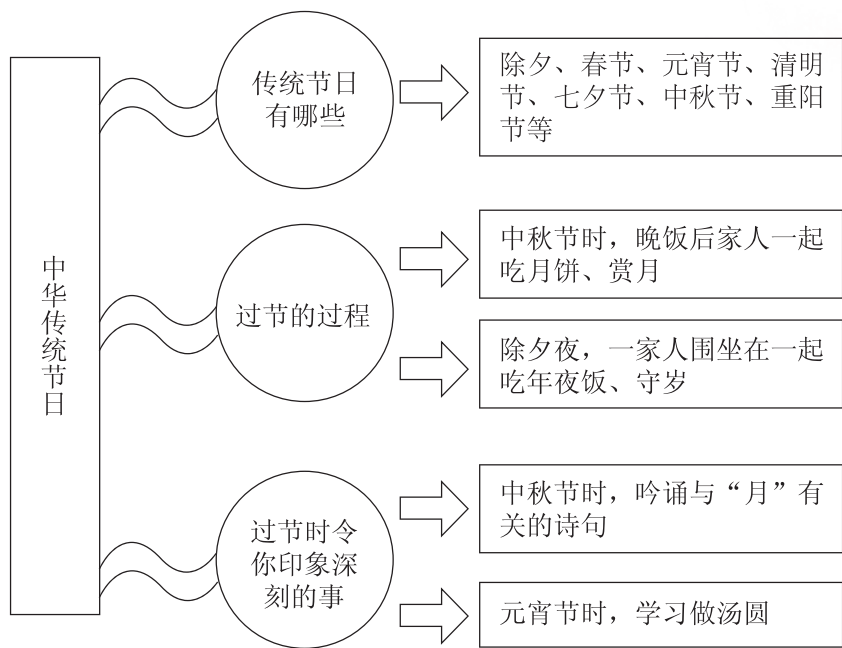 中华传统节日
传统节日
有哪些
除夕、春节、元宵节、清明
节、七夕节、中秋节、重阳
节等
过节的过程
中秋节时，晚饭后家人一起
吃月饼、赏月
除夕夜，一家人围坐在一起
吃年夜饭、守岁
过节时令
你印象深
刻的事
中秋节时，吟诵与“月”有
关的诗句
元宵节时，学习做汤圆